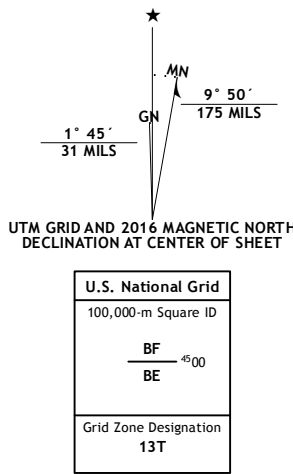 ★
MN
GN
9° 50´
175 MILS
1° 45´
31 MILS
UTM GRID AND 2016 MAGNETIC NORTH
DECLINATION AT CENTER OF SHEET
U.S. National Grid
100,000-m Square ID
BF
4500
BE
Grid Zone Designation
13T